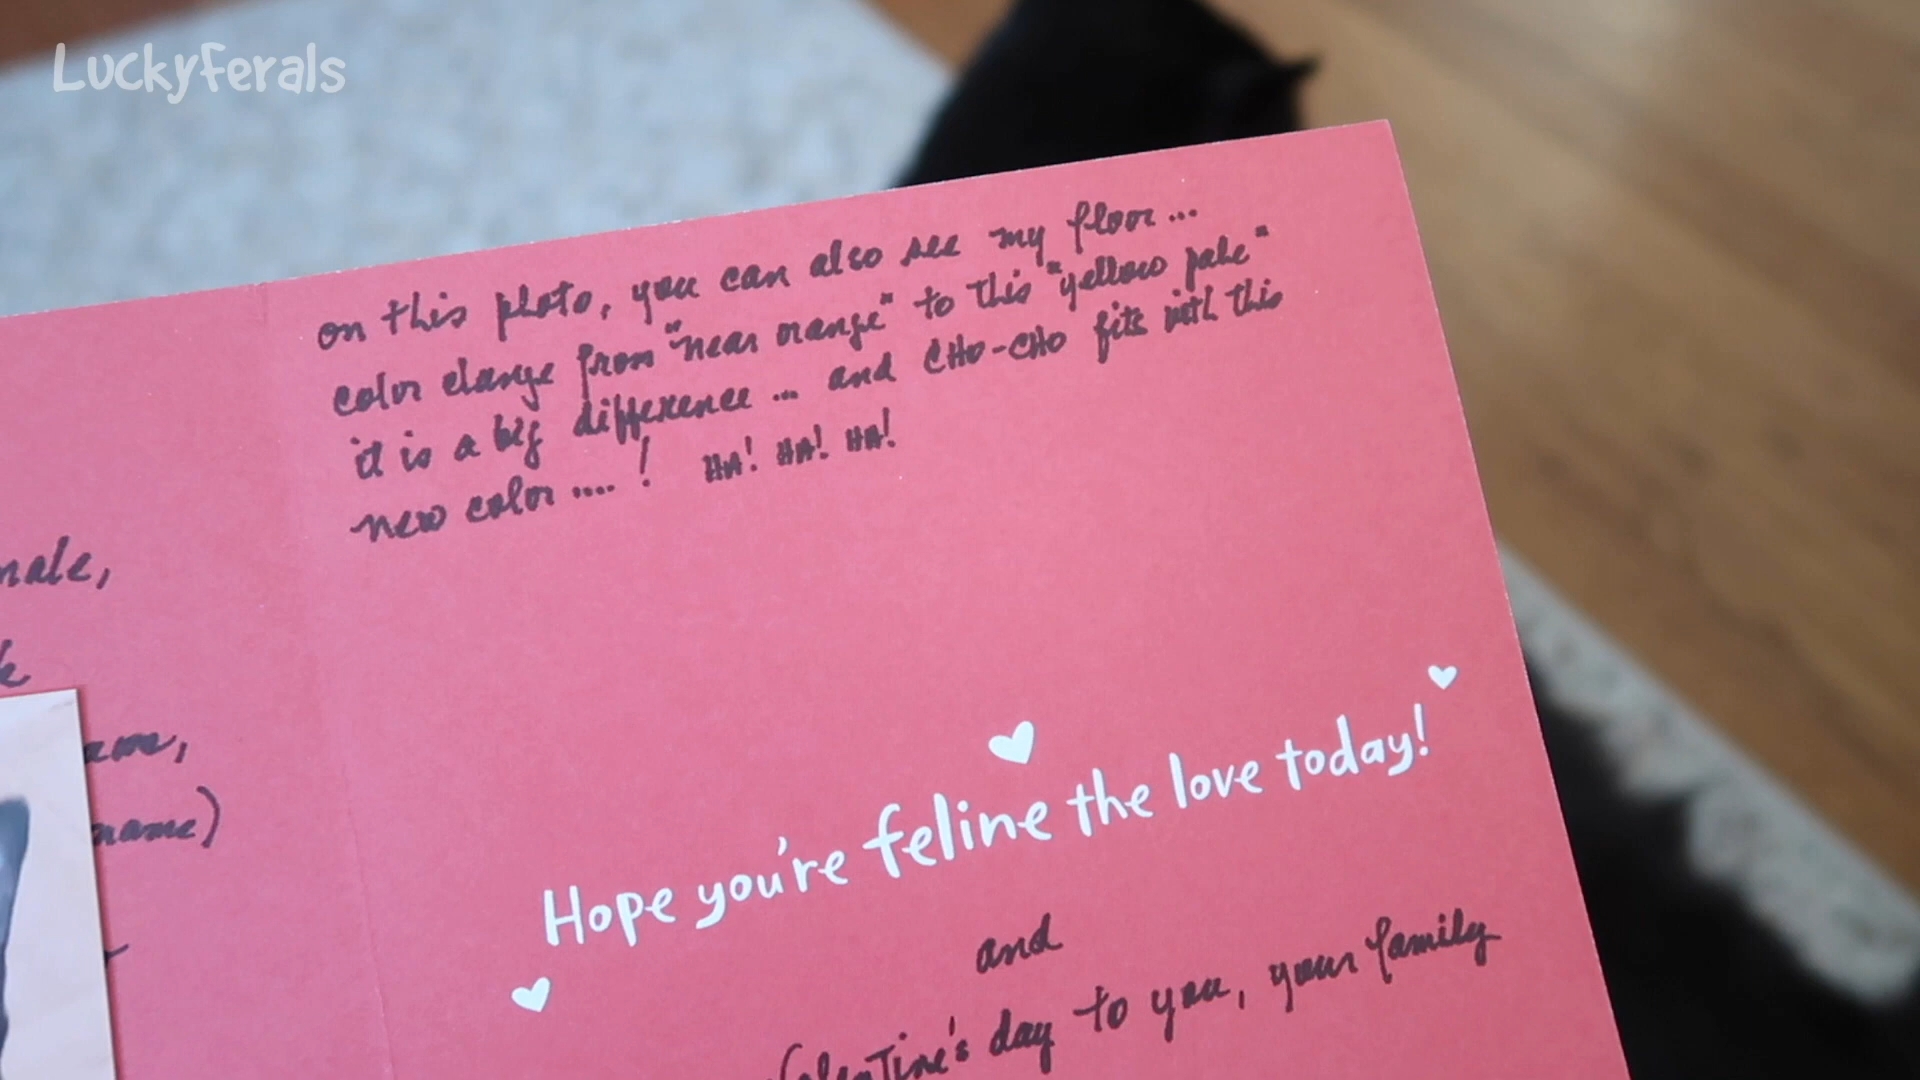 LuckyFerals
on this photo, you can also see my floor...
color change from "near orange" to this "yellow pale"
it is a big difference ... and CHO-CHO fits with this
new color ....! HA! HA! HA!
name)
Hope you're feline the love today!
and
Valentine's day to you, your family